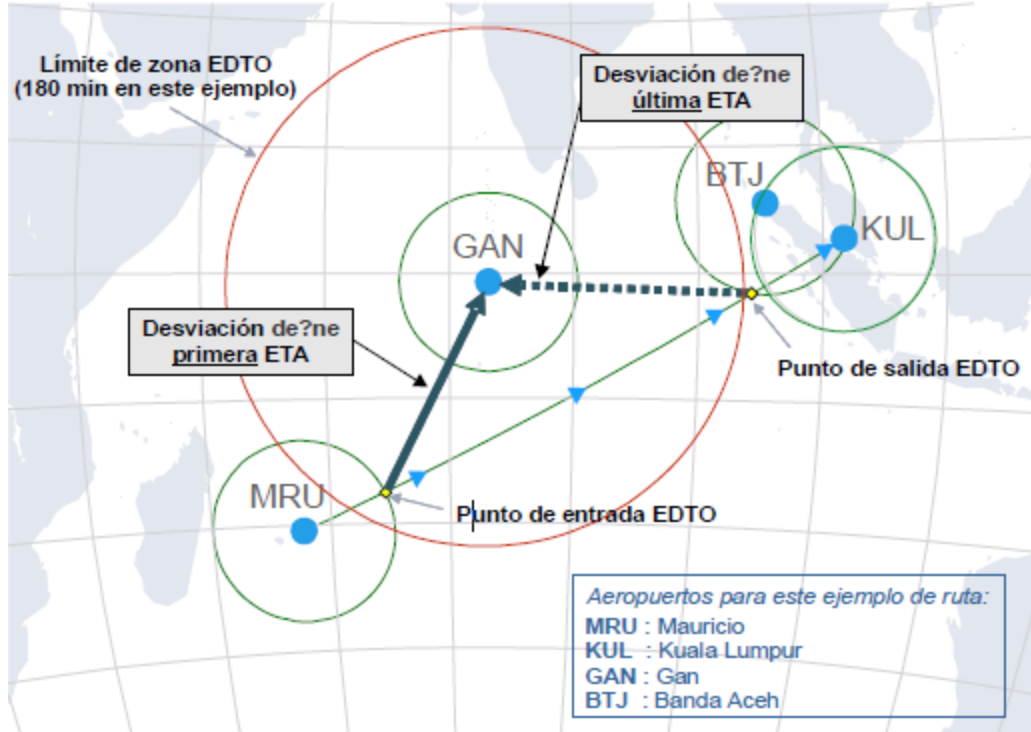 Límite de zona EDTO
(180 min en este ejemplo)
Desviación de?ne
última ETA
BTJ
KUL
GAN
Desviación de?ne
primera ETA
Punto de salida EDTO
MRU
Punto de entrada EDTO
Aeropuertos para este ejemplo de ruta:
MRU : Mauricio
KUL : Kuala Lumpur
GAN : Gan
BTJ : Banda Aceh